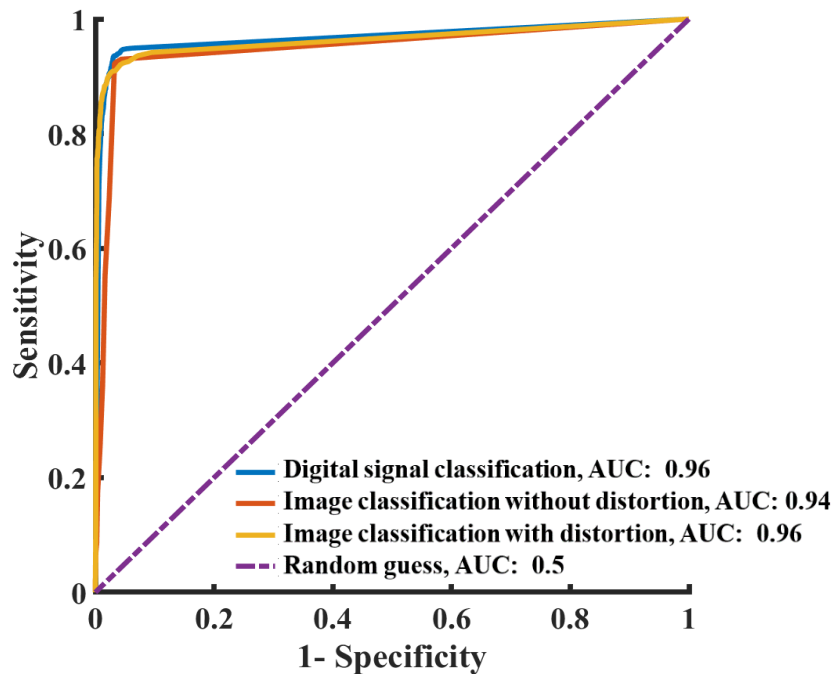 1
0.8
0.6
0.4
0.2
0
Sensitivity
Digital signal classification, AUC: 0.96
Image classification without distortion, AUC: 0.94
Image classification with distortion, AUC: 0.96
Random guess, AUC: 0.5
0 0.2 0.4 0.6 0.8 1
1- Specificity